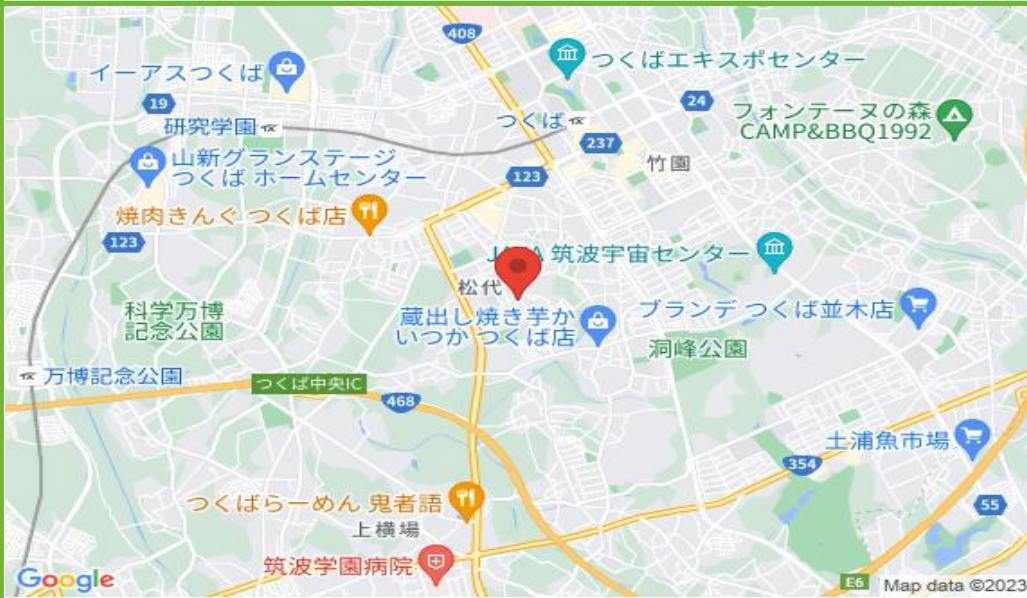 408
つくばエキスポセンター
イーアスつくば
19
24
フォンテーヌの森
CAMP&BBQ1992
研究学園
つくば
237
竹園
山新グランステージ
つくば ホームセンター
123
焼肉きんぐ つくば店
123
筑波宇宙センター
松代
科学万博
記念公園
蔵出し焼き芋か
いつか つくば店
ブランデ つくば並木店
洞峰公園
万博記念公園
つくば中央IC
468
土浦魚市場
354
つくばらーめん 鬼者語
55
上横場
筑波学園病院
Google
E6
Map data ©2023